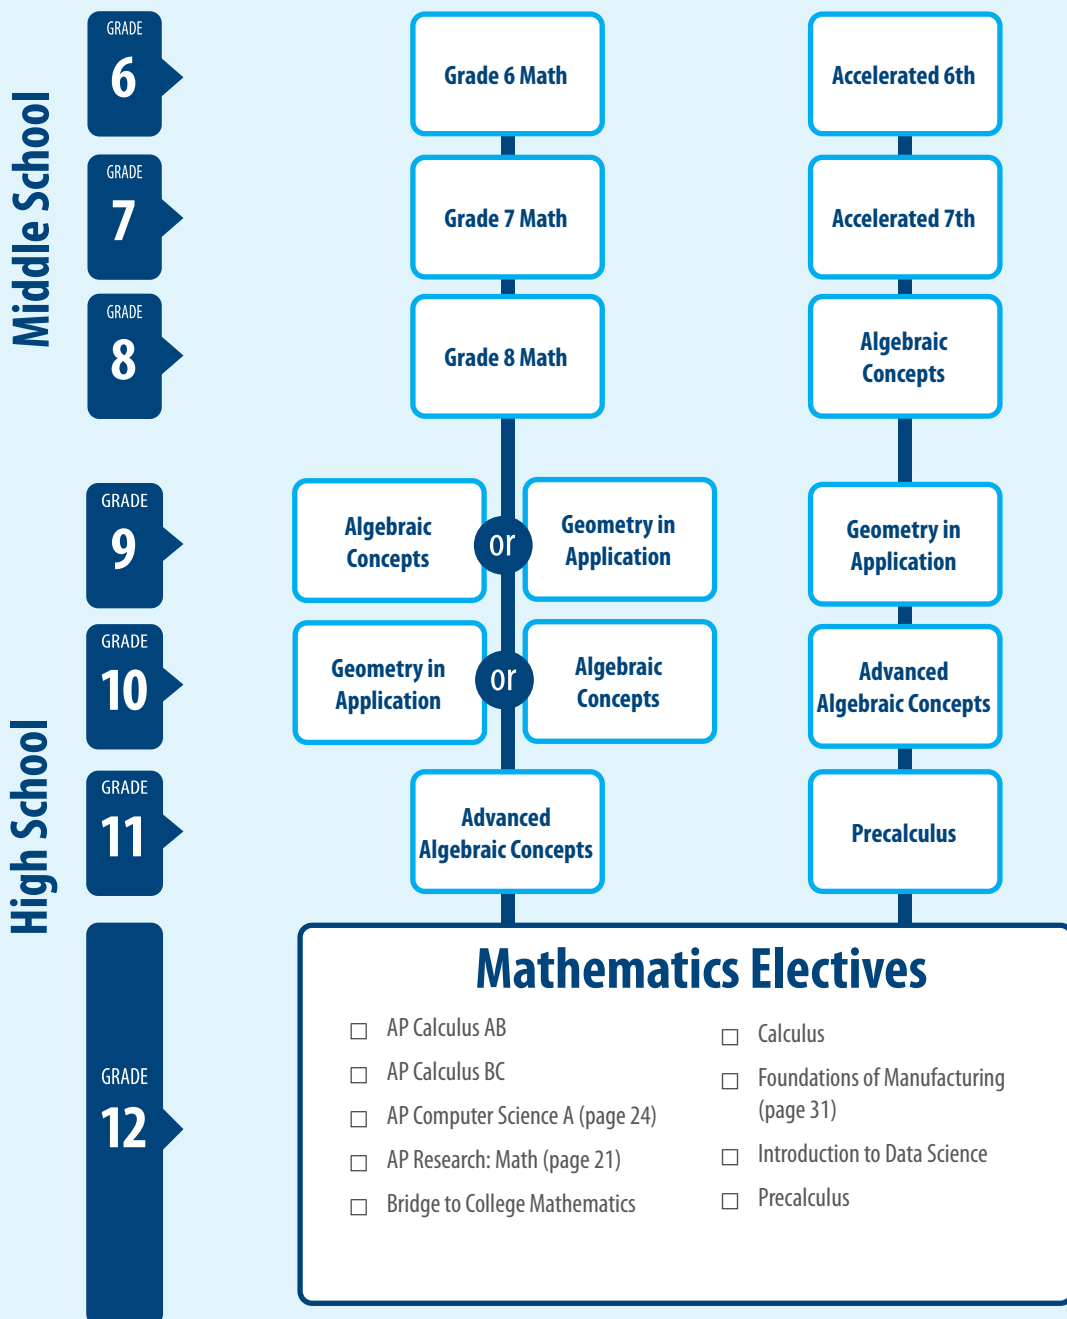 Middle School
GRADE
6
Grade 6 Math
Accelerated 6th
GRADE
7
Grade 7 Math
Accelerated 7th
GRADE
8
Grade 8 Math
Algebraic
Concepts
High School
GRADE
9
Algebraic
Concepts
or
Geometry in
Application
Geometry in
Application
GRADE
10
Geometry in
Application
or
Algebraic
Concepts
Advanced
Algebraic Concepts
GRADE
11
Advanced
Algebraic Concepts
Precalculus
GRADE
12
Mathematics Electives
AP Calculus AB
AP Calculus BC
AP Computer Science A (page 24)
AP Research: Math (page 21)
Bridge to College Mathematics
Calculus
Foundations of Manufacturing
(page 31)
Introduction to Data Science
Precalculus